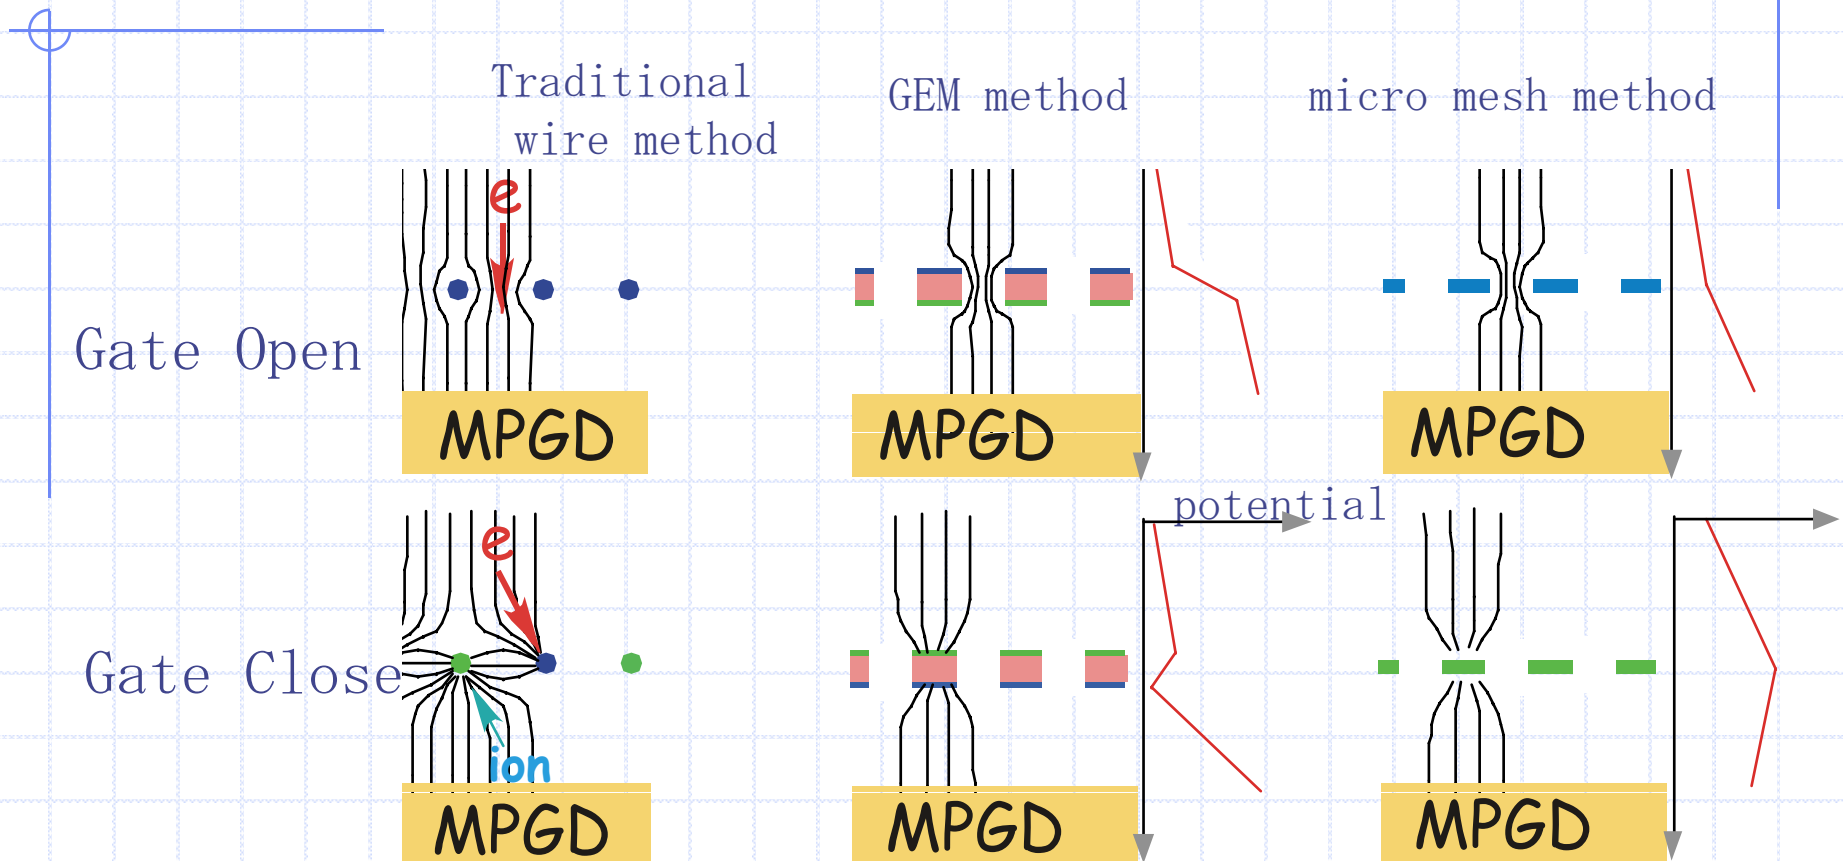 Traditional
wire method
GEM method
micro mesh method
e
Gate Open
MPGD
MPGD
MPGD
potential
e
Gate Close
ion
MPGD
MPGD
MPGD